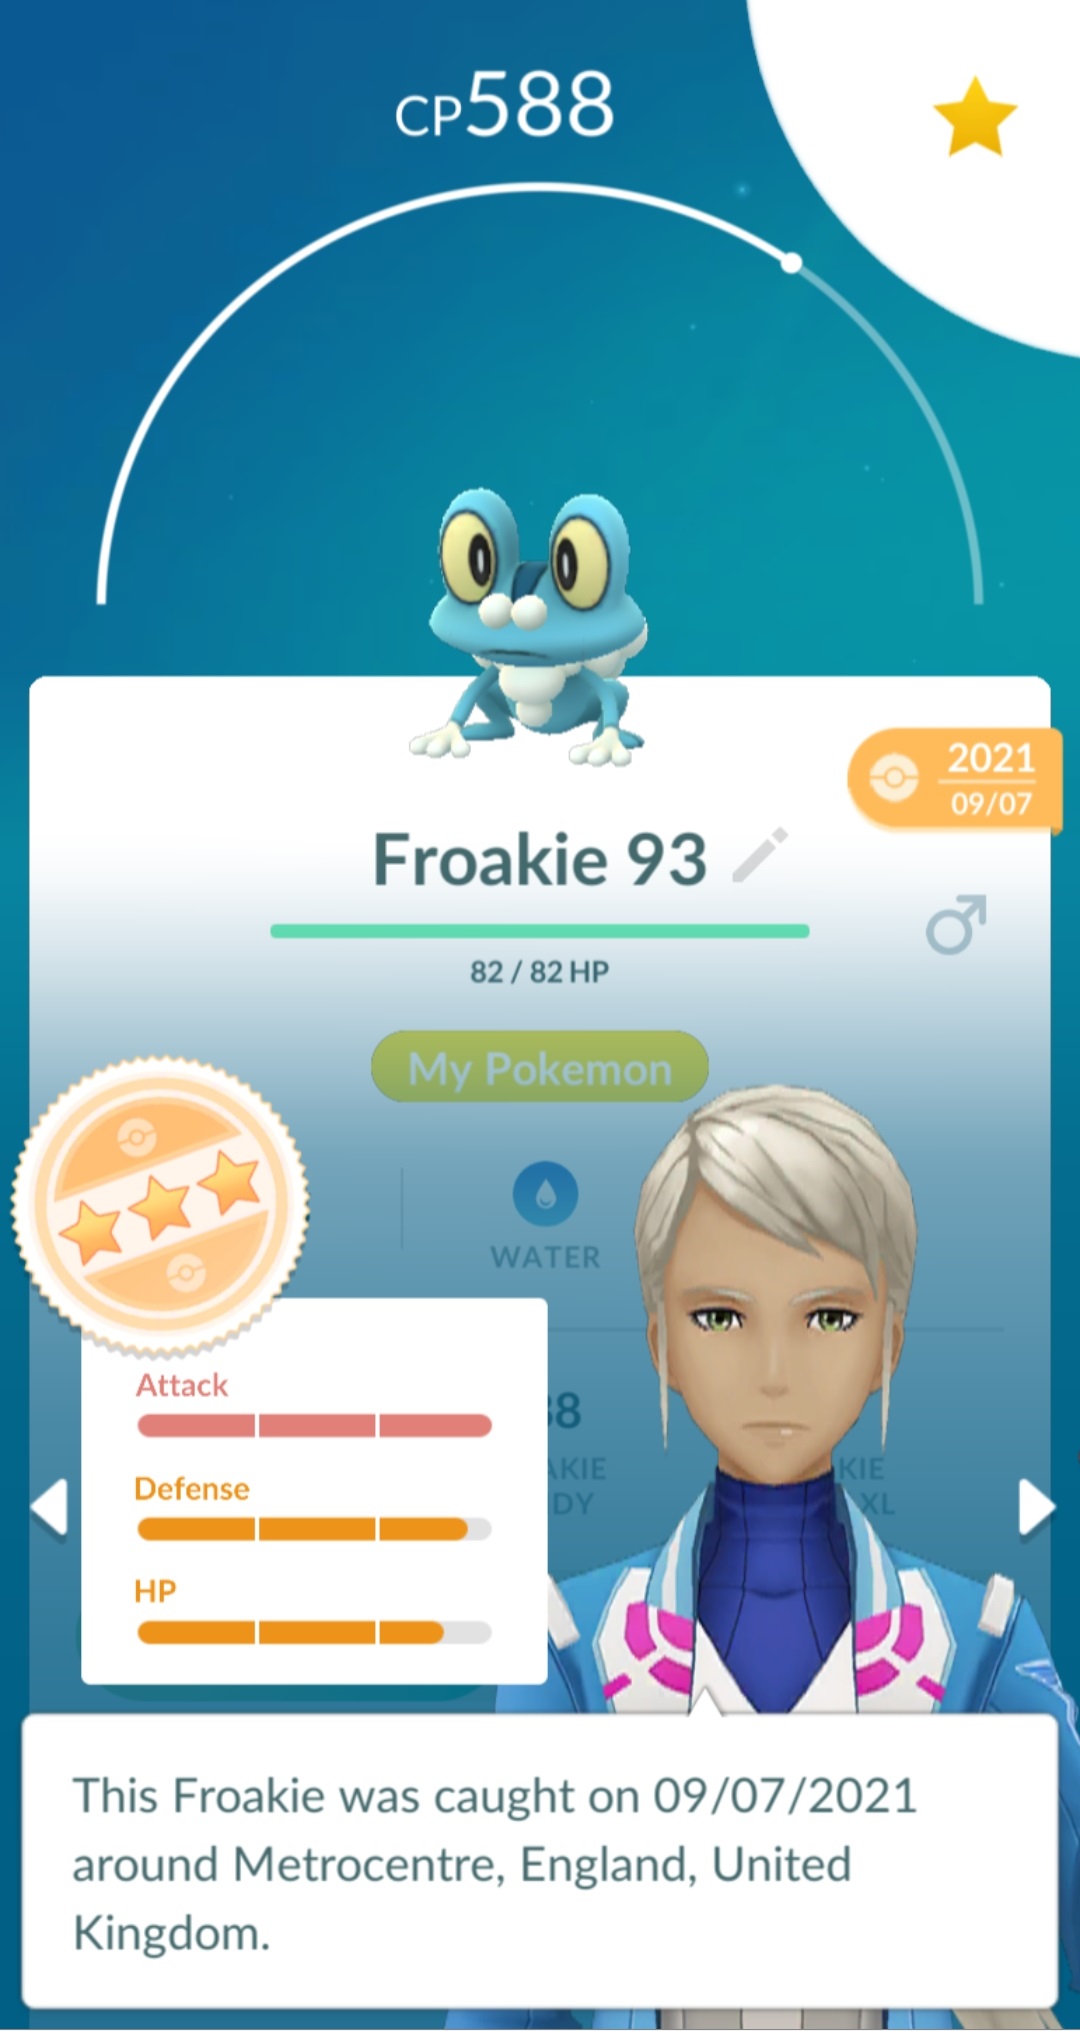 CP588
2021
09/07
Froakie 93
82 / 82 HP
My Pokemon
WATER
Attack
Defense
HP
This Froakie was caught on 09/07/2021
around Metrocentre, England, United
Kingdom.